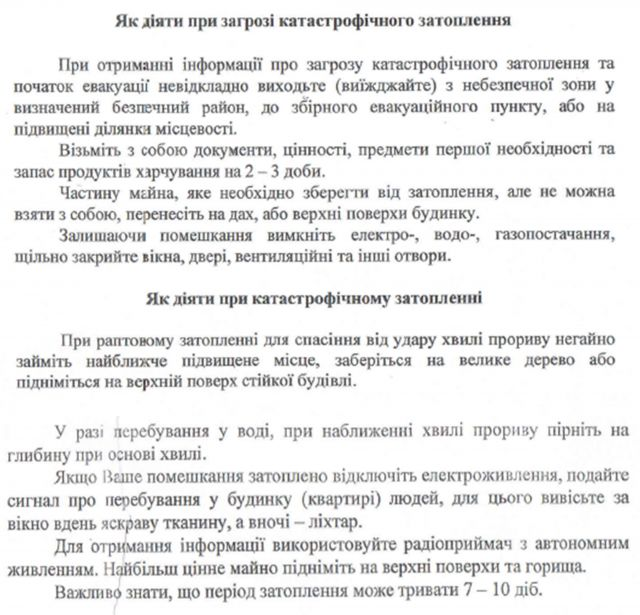 Як діяти при загрозі катастрофічного затоплення
При отриманні інформації про загрозу катастрофічного затоплення та
початок евакуації невідкладно виходьте (виїжджайте) з небезпечної зони у
визначений безпечний район, до збірного евакуаційного пункту, або на
підвищені ділянки місцевості.
Візьміть з собою документи, цінності, предмети першої необхідності та
запас продуктів харчування на 2 – 3 доби.
Частину майна, яке необхідно зберегти від затоплення, але не можна
взяти з собою, перенесіть на дах, або верхні поверхи будинку.
Залишаючи помешкання вимкніть електро-, водо-, газопостачання,
щільно закрийте вікна, двері, вентиляційні та інші отвори.
Як діяти при катастрофічному затопленні
При раптовому затопленні для спасіння від удару хвилі прориву негайно
займіть найближче підвищене місце, заберіться на велике дерево або
підніміться на верхній поверх стійкої будівлі.
У разі перебування у воді, при наближенні хвилі прориву пірніть на
глибину при основі хвилі.
Якщо Ваше помешкання затоплено відключіть електроживлення, подайте
сигнал про перебування у будинку (квартирі) людей, для цього вивісьте за
вікно вдень яскраву тканину, а вночі – ліхтар.
Для отримання інформації використовуйте радіоприймач з автономним
живленням. Найбільш цінне майно підніміть на верхні поверхи та горища.
Важливо знати, що період затоплення може тривати 7 – 10 діб.